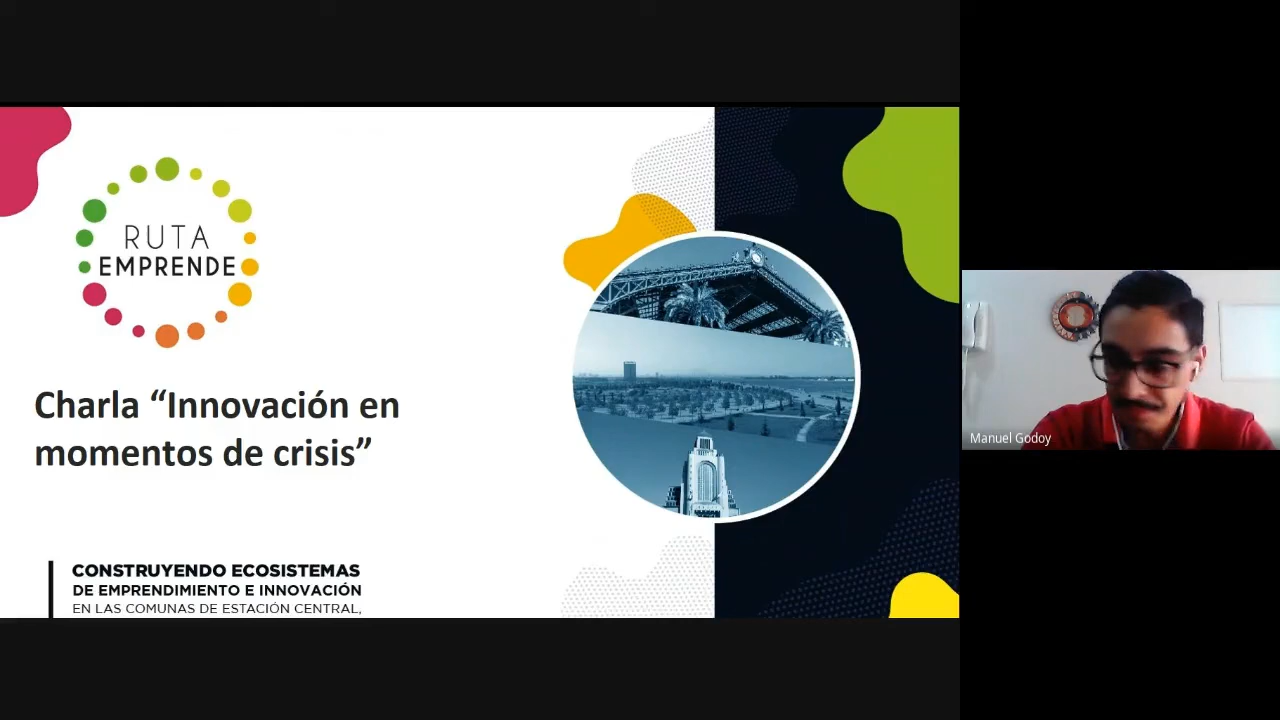 RUTA
EMPRENDE
Charla “Innovación en
momentos de crisis”
CONSTRUYENDO ECOSISTEMAS
DE EMPRENDIMIENTO E INNOVACIÓN
EN LAS COMUNAS DE ESTACIÓN CENTRAL,
Manuel Godoy